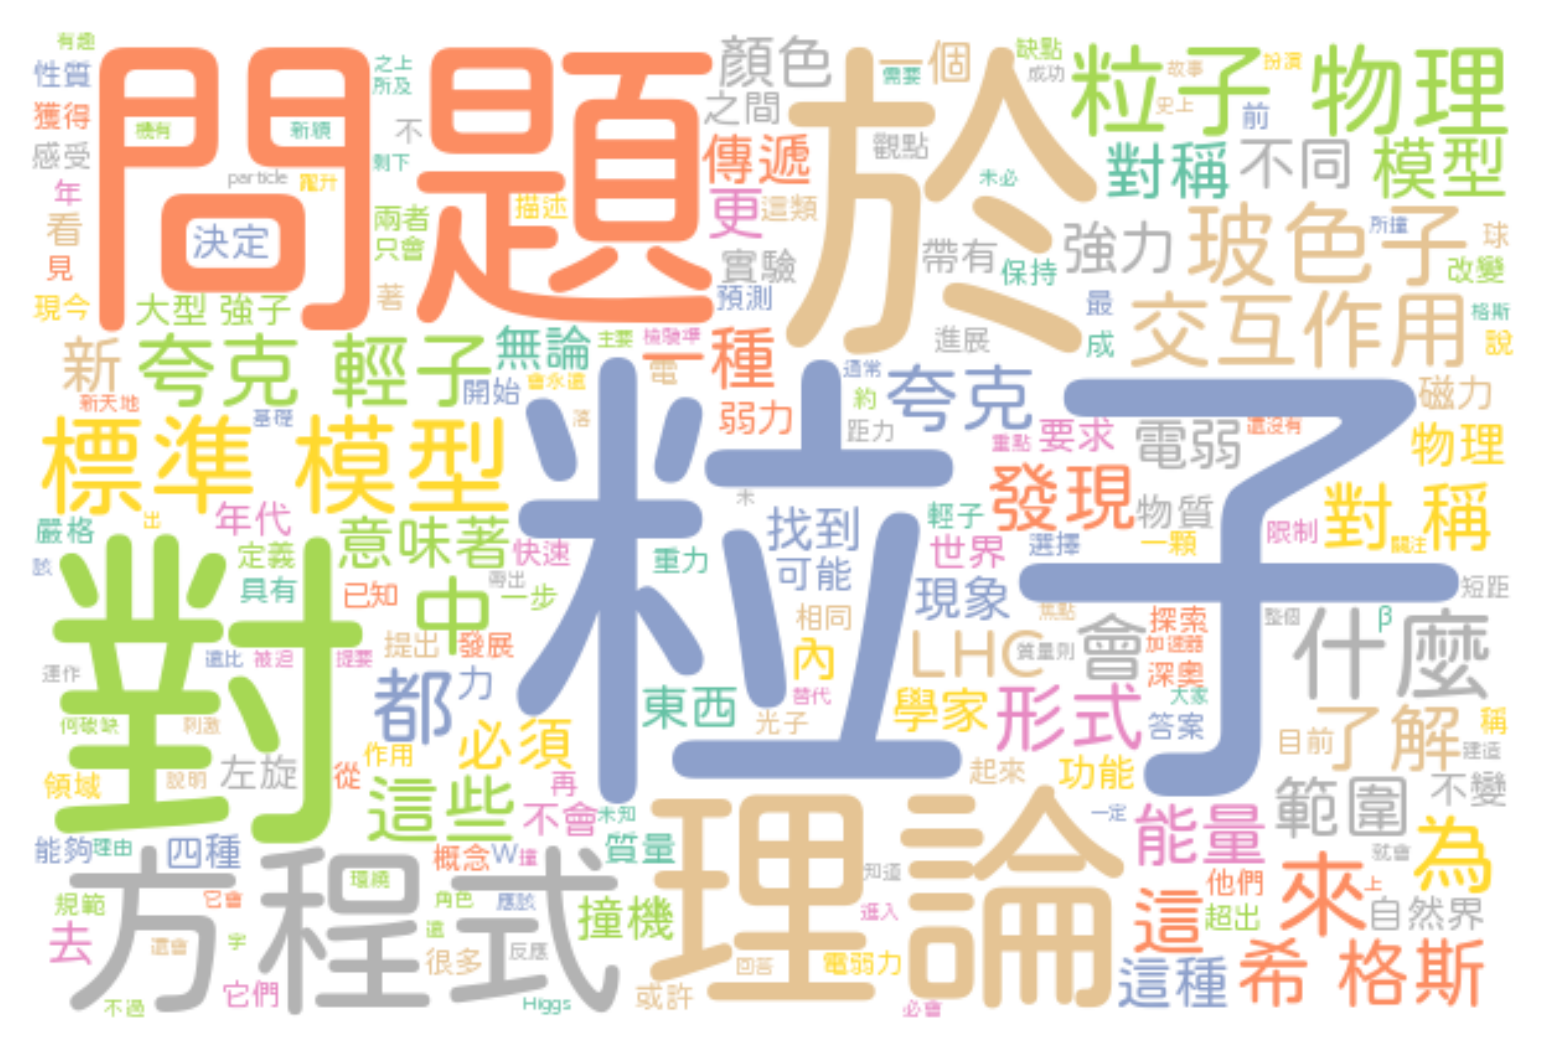 有趣
性質
獲得
感受
年
看
見
現今
問題
機有
新穎
particle
躍升
決定
之上
所及
不
剩下
兩者
只會
著
大型 強子
顏色
之間
傳遞
更
這類
描述
實驗
預測
於
一個
需要
觀點
未必
帶有
保持
進展
缺點
成功
粒子 物理
故事
扮演
史上
前
對稱
不同
模型
強力
玻色子
所撞
球
改變
最
成
交互作用
格斯
說
新
夸克 輕子
無論
主要
一種
電
開始
會永遠
新天地
基礎
落
弱力
通常
約
距力
夸克
重點
要求
電弱
還沒有
磁力
物理
標準 模型
粒子
未
找到
可能
輕子
發現
物質
世界
選擇
一顆
限制
對 稱
關注
嚴格
出
年代
意味著
快速
定義
該
具有
已知
中
帶出
一步
重力
現象
焦點
探索
加速器
深奧
整個
β
短距
對
提出
發展
遠比
被迫
提要
運作
都
力
相同
內
替代
光子
東西
LHC
質量則
會
什麼
大家
學家
形式
答案
目前
了解
稱
建造
刺激
必須
作用
領域
說明
左旋
從
再
起來
功能
範圍
不變
這些
不會
未知
理論
一定
能量
為
能夠
理由
四種
概念
W
撞
質量
知道
就會
方程式
環繞
它會
角色
應該
規範
去
還會
宇
遠
很多
反應
撞機
進入
這
他們
超出
來
上
自然界
它們
不過
Higgs
或許
回答
電弱力
必會
這種
希 格斯